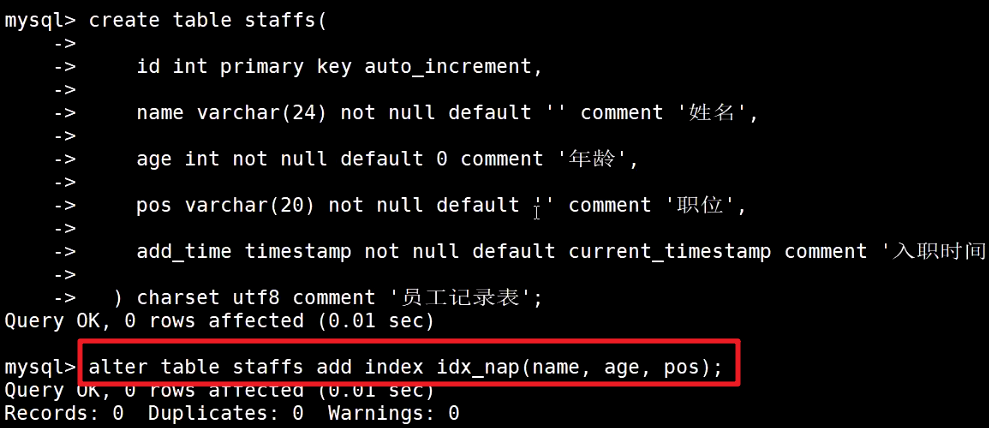 mysql> create table staffs(
    ->
    ->     id int primary key auto_increment,
    ->
    ->     name varchar(24) not null default '' comment '姓名',
    ->
    ->     age int not null default 0 comment '年龄',
    ->
    ->     pos varchar(20) not null default '' comment '职位',
    ->
    ->     add_time timestamp not null default current_timestamp comment '入职时间
    ->
    ->   ) charset utf8 comment '员工记录表';
Query OK, 0 rows affected (0.01 sec)
mysql> alter table staffs add index idx_nap(name, age, pos);
Query OK, 0 rows affected (0.01 sec)
Records: 0  Duplicates: 0  Warnings: 0